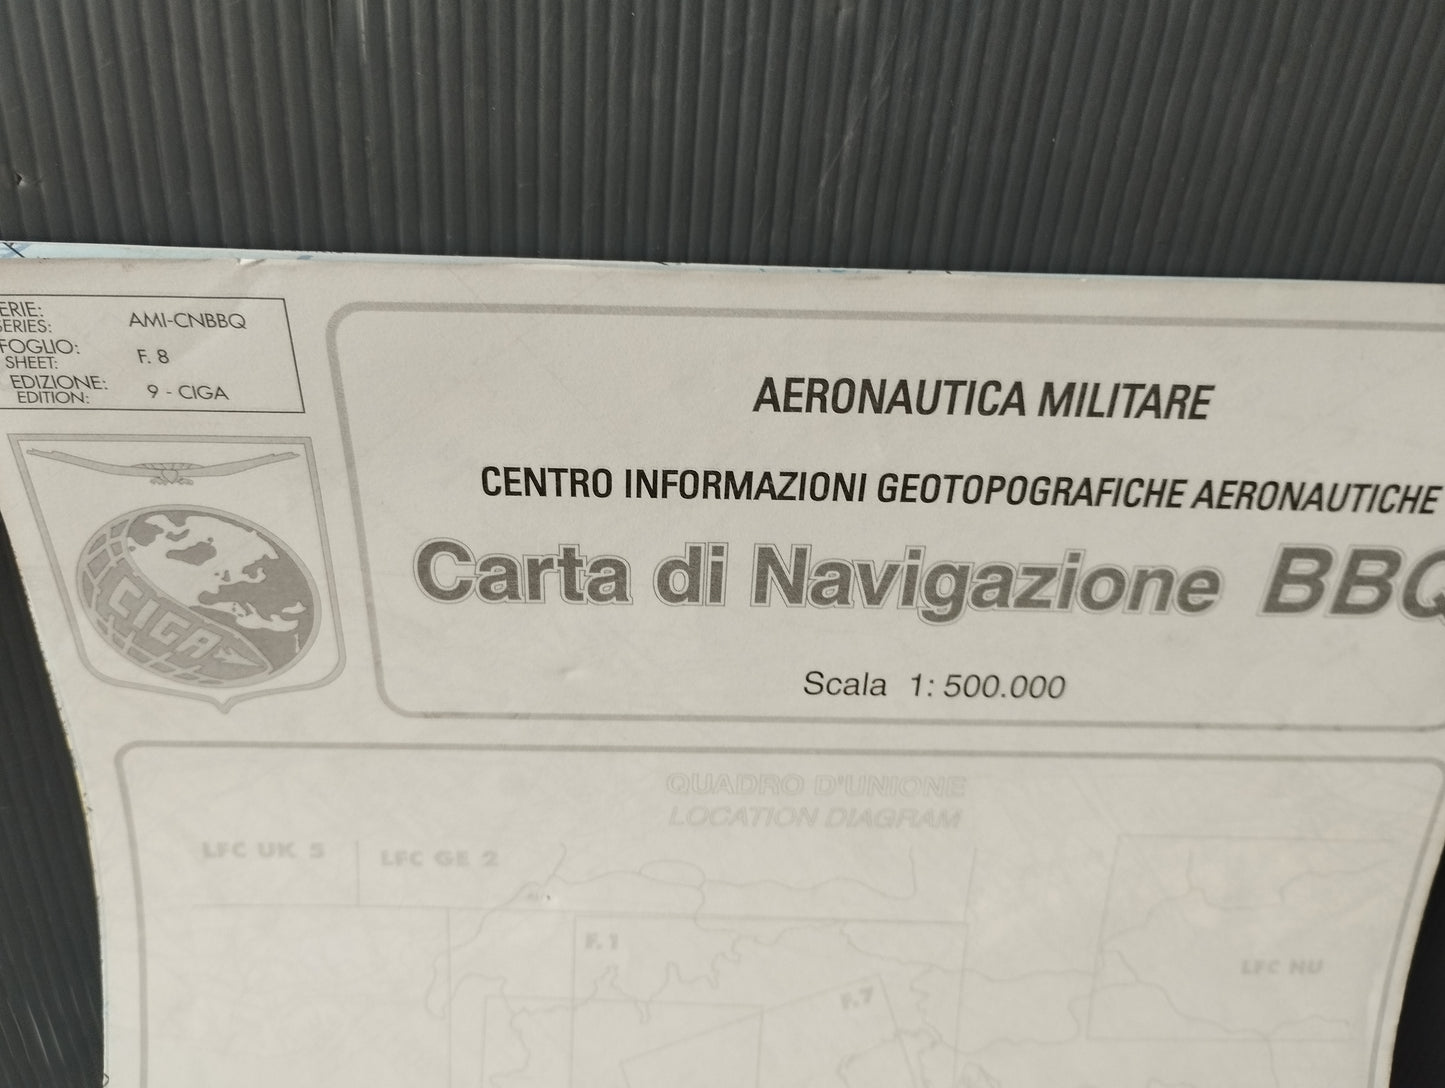 ERIE: AMI-CNBBQ
SERIES:
FOGLIO: F. 8
SHEET:
EDIZIONE: 9 - CIGA
EDITION:
CIGA
AERONAUTICA MILITARE
CENTRO INFORMAZIONI GEOTOPOGRAFICHE AERONAUTICHE
Carta di Navigazione BBQ
Scala 1: 500.000
QUADRO D'UNIONE
LOCATION DIAGRAM
LFC UK 5 LFC GE 2
F. 1
LFC HU
F. 7